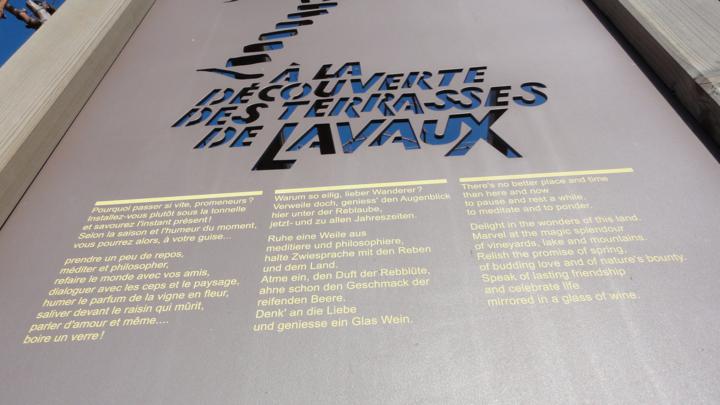 À LA
DÉCOUVERTE
DES TERRASSES
DE LAVAUX
Pourquoi passer si vite, promeneurs ?
Installez-vous plutôt sous la tonnelle
et savourez l'instant présent !
Selon la saison et l'humeur du moment,
vous pourrez alors, à votre guise...
prendre un peu de repos,
méditer et philosopher,
refaire le monde avec vos amis,
dialoguer avec les ceps et le paysage,
humer le parfum de la vigne en fleur,
saliver devant le raisin qui mûrit,
parler d'amour et même....
boire un verre !
Warum so eilig, lieber Wanderer ?
Verweile doch, geniess' den Augenblick
hier unter der Reblaube,
jetzt- und zu allen Jahreszeiten.
Ruhe eine Weile aus
meditiere und philosophiere,
halte Zwiesprache mit den Reben
und dem Land.
Atme ein, den Duft der Rebblüte,
ahne schon den Geschmack der
reifenden Beere.
Denk' an die Liebe
und geniesse ein Glas Wein.
There's no better place and time
than here and now
to pause and rest a while,
to meditate and to ponder.
Delight in the wonders of this land.
Marvel at the magic splendour
of vineyards, lake and mountains.
Relish the promise of spring,
of budding love and of nature's bounty.
Speak of lasting friendship
and celebrate life
mirrored in a glass of wine.